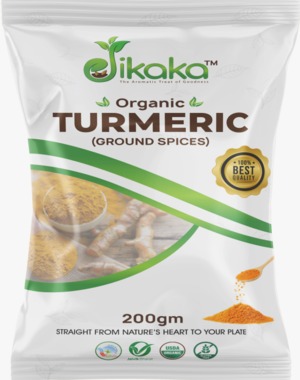 Dikaka™
The Aromatic Treat of Goodness
Organic
TURMERIC
(GROUND SPICES)
100%
BEST
QUALITY
200gm
STRAIGHT FROM NATURE'S HEART TO YOUR PLATE
USDA
ORGANIC